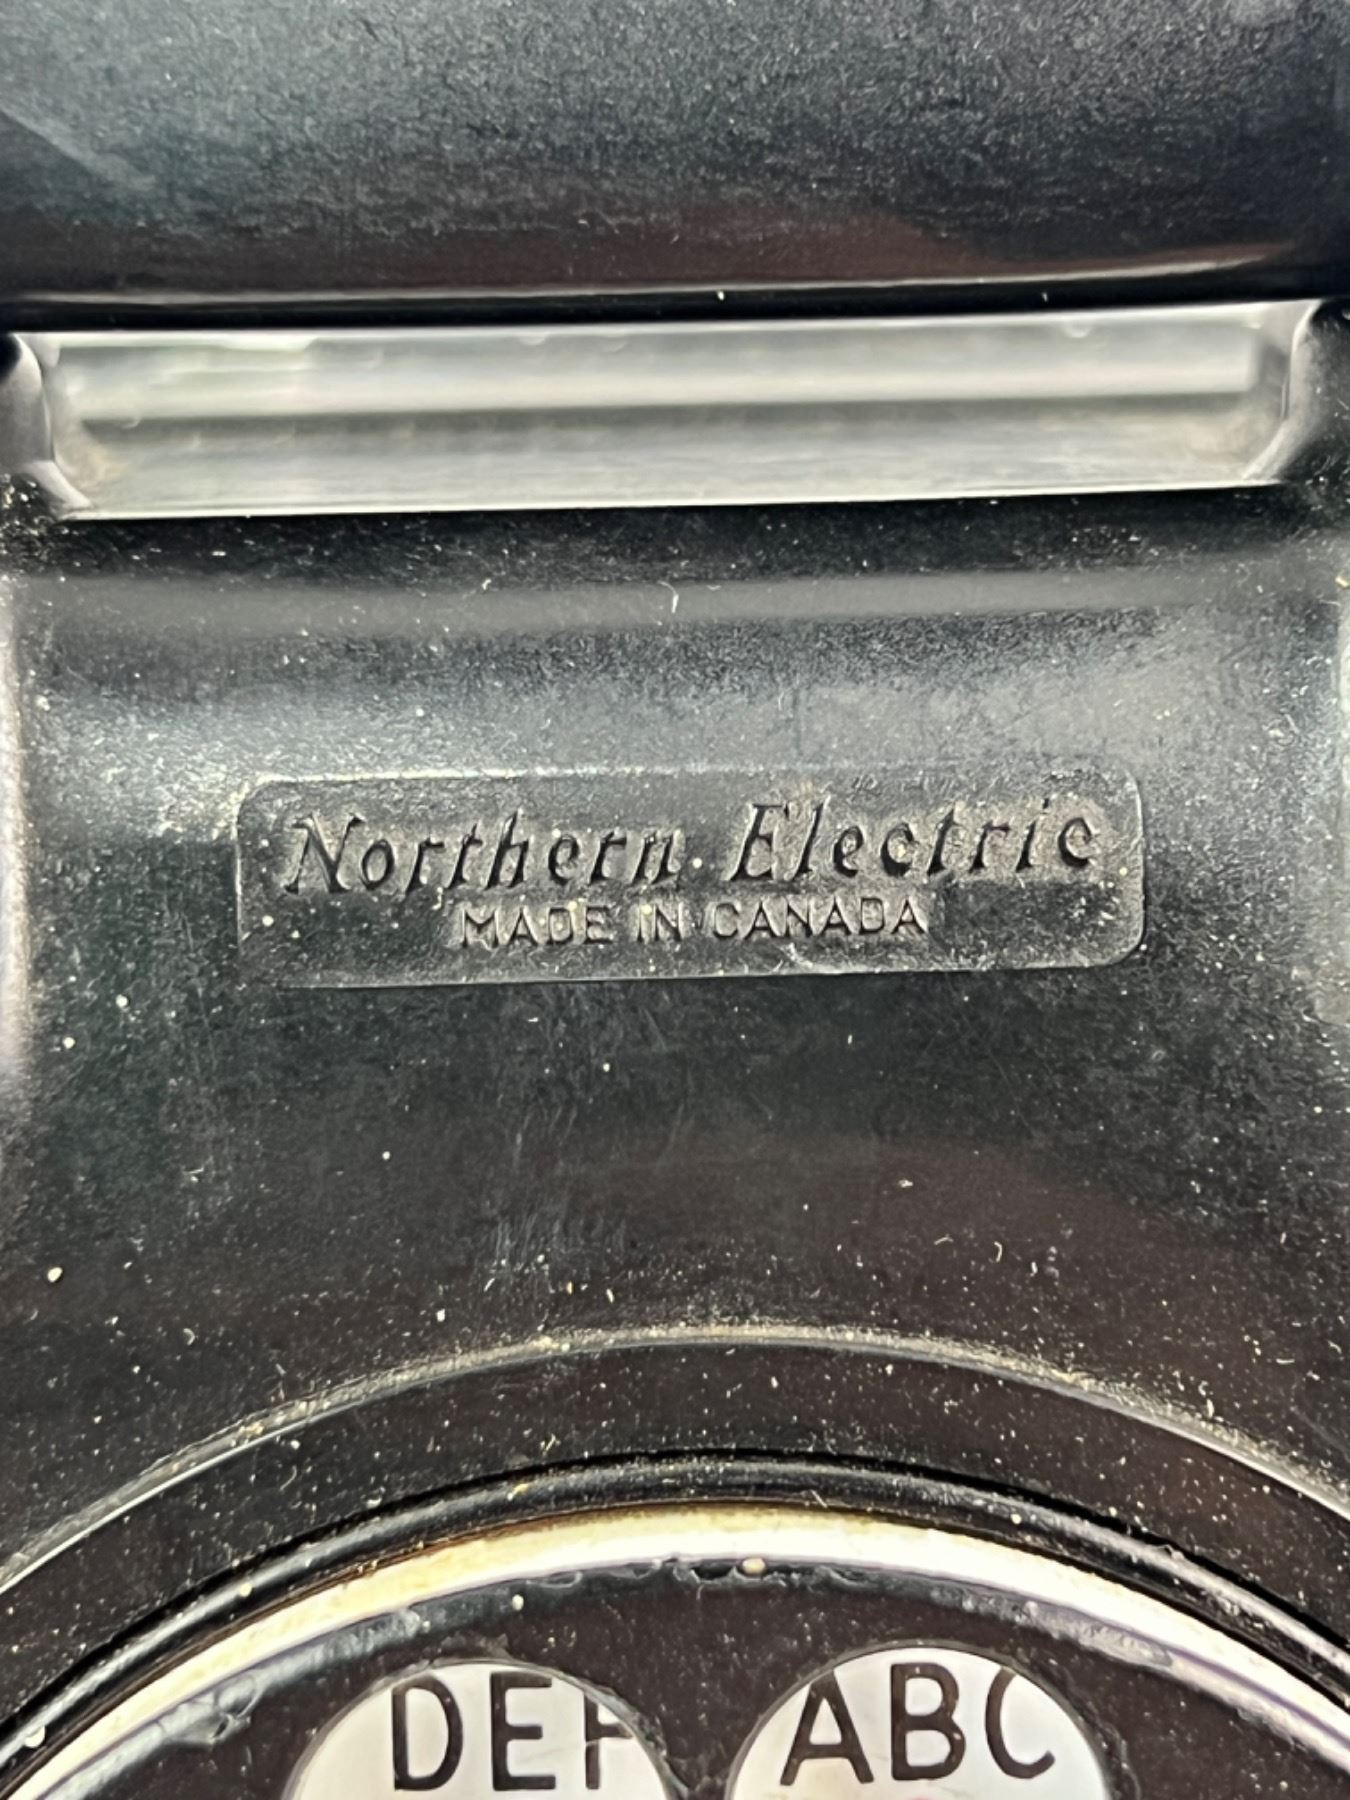 Northern Electric
MADE IN CANADA
DEF ABC